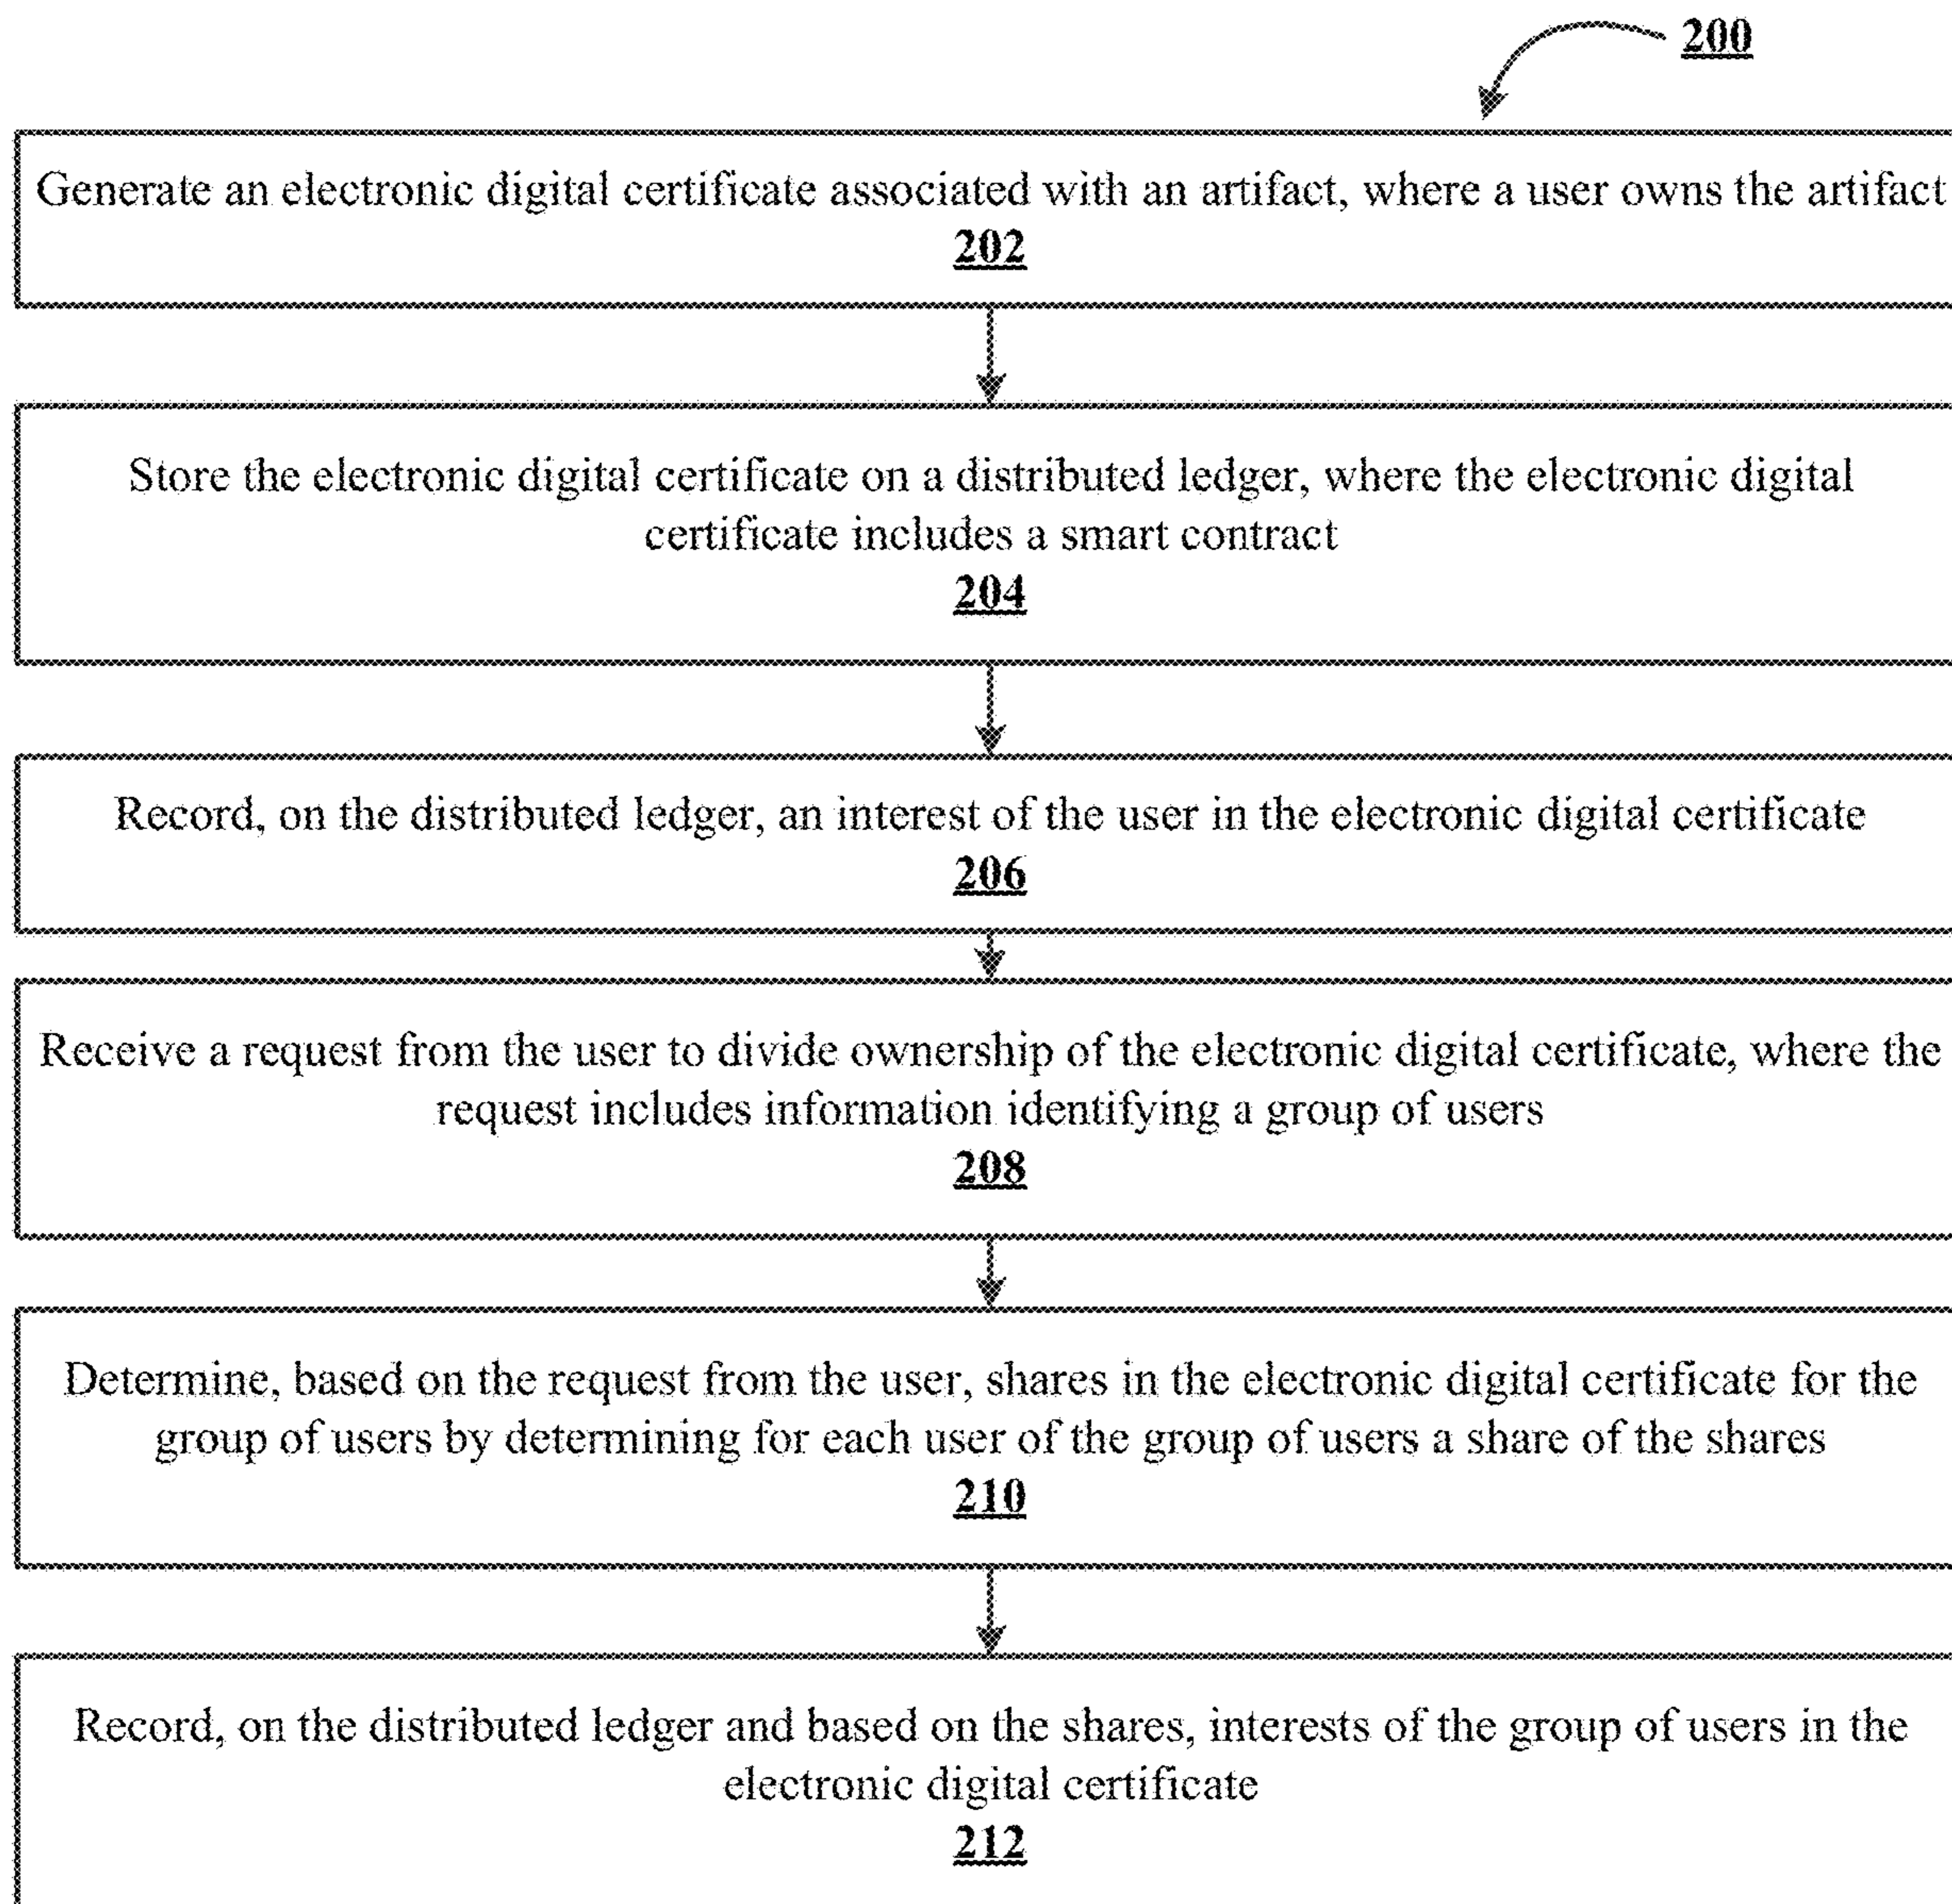 200
Generate an electronic digital certificate associated with an artifact, where a user owns the artifact
202
Store the electronic digital certificate on a distributed ledger, where the electronic digital
certificate includes a smart contract
204
Record, on the distributed ledger, an interest of the user in the electronic digital certificate
206
Receive a request from the user to divide ownership of the electronic digital certificate, where the
request includes information identifying a group of users
208
Determine, based on the request from the user, shares in the electronic digital certificate for the
group of users by determining for each user of the group of users a share of the shares
210
Record, on the distributed ledger and based on the shares, interests of the group of users in the
electronic digital certificate
212